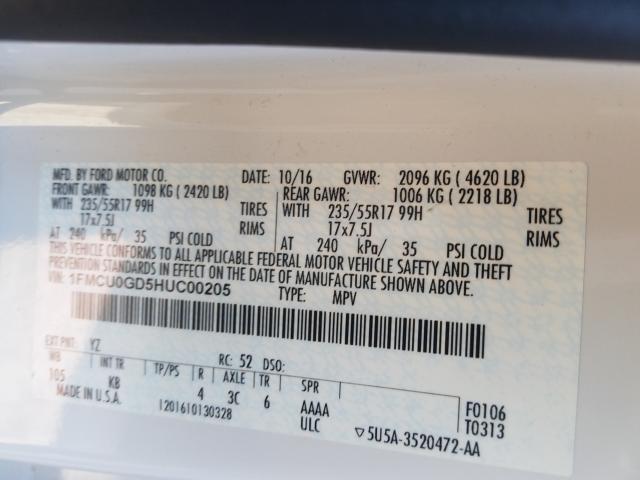 MFD. BY FORD MOTOR CO. DATE: 10/16 GVWR: 2096 KG ( 4620 LB)
FRONT GAWR: 1098 KG ( 2420 LB) REAR GAWR: 1006 KG ( 2218 LB)
WITH 235/55R17 99H TIRES WITH 235/55R17 99H TIRES
17x7.5J RIMS 17x7.5J RIMS
AT 240 kPa/ 35 PSI COLD AT 240 kPa/ 35 PSI COLD
THIS VEHICLE CONFORMS TO ALL APPLICABLE FEDERAL MOTOR VEHICLE SAFETY AND THEFT
PREVENTION STANDARDS IN EFFECT ON THE DATE OF MANUFACTURE SHOWN ABOVE.
VIN: 1FMCU0GD5HUC00205 TYPE: MPV
EXT PNT: YZ RC: 52 DSO:
WB INT TR TP/PS R AXLE TR SPR
105 KB 4 3C 6 AAAA F0106
MADE IN U.S.A. 1201610130328 ULC T0313
▽5U5A-3520472-AA